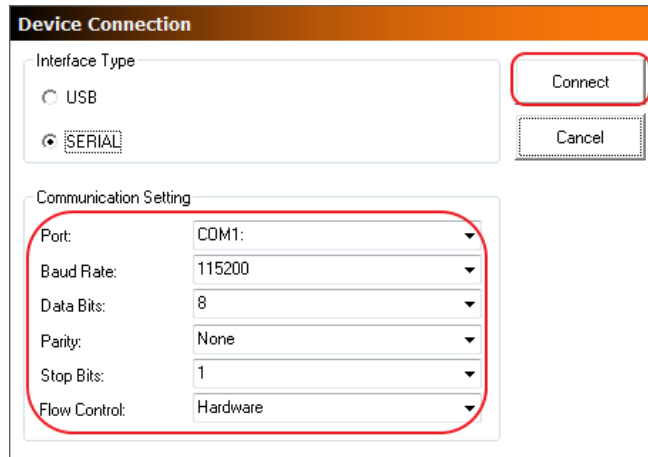 Device Connection
Interface Type
USB
SERIAL
Connect
Cancel
Communication Setting
Port: COM1:
Baud Rate: 115200
Data Bits: 8
Parity: None
Stop Bits: 1
Flow Control: Hardware